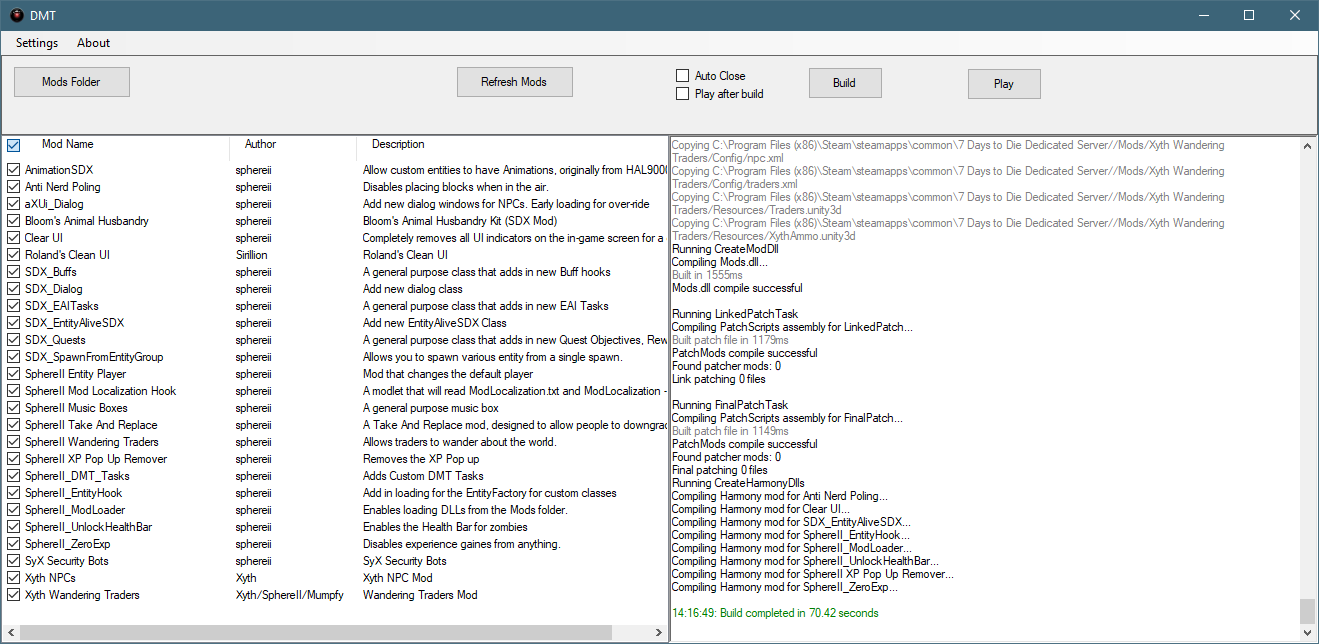 DMT
Settings About
Mods Folder
Refresh Mods
Auto Close
Play after build
Build
Play
Mod Name Author Description
AnimationSDX sphereii Allow custom entities to have Animations, originally from HAL9000
Anti Nerd Poling sphereii Disables placing blocks when in the air.
aXUi_Dialog sphereii Add new dialog windows for NPCs. Early loading for over-ride
Bloom's Animal Husbandry sphereii Bloom's Animal Husbandry Kit (SDX Mod)
Clear UI sphereii Completely removes all UI indicators on the in-game screen for a
Roland's Clean UI Sirillion Roland's Clean UI
SDX_Buffs sphereii A general purpose class that adds in new Buff hooks
SDX_Dialog sphereii Add new dialog class
SDX_EAITasks sphereii A general purpose class that adds in new EAI Tasks
SDX_EntityAliveSDX sphereii Add new EntityAliveSDX Class
SDX_Quests sphereii A general purpose class that adds in new Quest Objectives, Rew
SDX_SpawnFromEntityGroup sphereii Allows you to spawn various entity from a single spawn.
SphereII Entity Player sphereii Mod that changes the default player
SphereII Mod Localization Hook sphereii A modlet that will read ModLocalization.txt and ModLocalization -
SphereII Music Boxes sphereii A general purpose music box
SphereII Take And Replace sphereii A Take And Replace mod, designed to allow people to downgrad
SphereII Wandering Traders sphereii Allows traders to wander about the world.
SphereII XP Pop Up Remover sphereii Removes the XP Pop up
SphereII_DMT_Tasks sphereii Adds Custom DMT Tasks
SphereII_EntityHook sphereii Add in loading for the EntityFactory for custom classes
SphereII_ModLoader sphereii Enables loading DLLs from the Mods folder.
SphereII_UnlockHealthBar sphereii Enables the Health Bar for zombies
SphereII_ZeroExp sphereii Disables experience gaines from anything.
SyX Security Bots sphereii SyX Security Bots
Xyth NPCs Xyth Xyth NPC Mod
Xyth Wandering Traders Xyth/SphereII/Mumpfy Wandering Traders Mod
Copying C:\Program Files (x86)\Steam\steamapps\common\7 Days to Die Dedicated Server//Mods/Xyth Wandering
Traders/Config/npc.xml
Copying C:\Program Files (x86)\Steam\steamapps\common\7 Days to Die Dedicated Server//Mods/Xyth Wandering
Traders/Config/traders.xml
Copying C:\Program Files (x86)\Steam\steamapps\common\7 Days to Die Dedicated Server//Mods/Xyth Wandering
Traders/Resources/Traders.unity3d
Copying C:\Program Files (x86)\Steam\steamapps\common\7 Days to Die Dedicated Server//Mods/Xyth Wandering
Traders/Resources/XythAmmo.unity3d
Running CreateModDll
Compiling Mods.dll...
Built in 1555ms
Mods.dll compile successful
Running LinkedPatchTask
Compiling PatchScripts assembly for LinkedPatch...
Built patch file in 1179ms
PatchMods compile successful
Found patcher mods: 0
Link patching 0 files
Running FinalPatchTask
Compiling PatchScripts assembly for FinalPatch...
Built patch file in 1149ms
PatchMods compile successful
Found patcher mods: 0
Final patching 0 files
Running CreateHarmonyDlls
Compiling Harmony mod for Anti Nerd Poling...
Compiling Harmony mod for Clear UI...
Compiling Harmony mod for SDX_EntityAliveSDX...
Compiling Harmony mod for SphereII_EntityHook...
Compiling Harmony mod for SphereII_ModLoader...
Compiling Harmony mod for SphereII_UnlockHealthBar...
Compiling Harmony mod for SphereII XP Pop Up Remover...
Compiling Harmony mod for SphereII_ZeroExp...
14:16:49: Build completed in 70.42 seconds